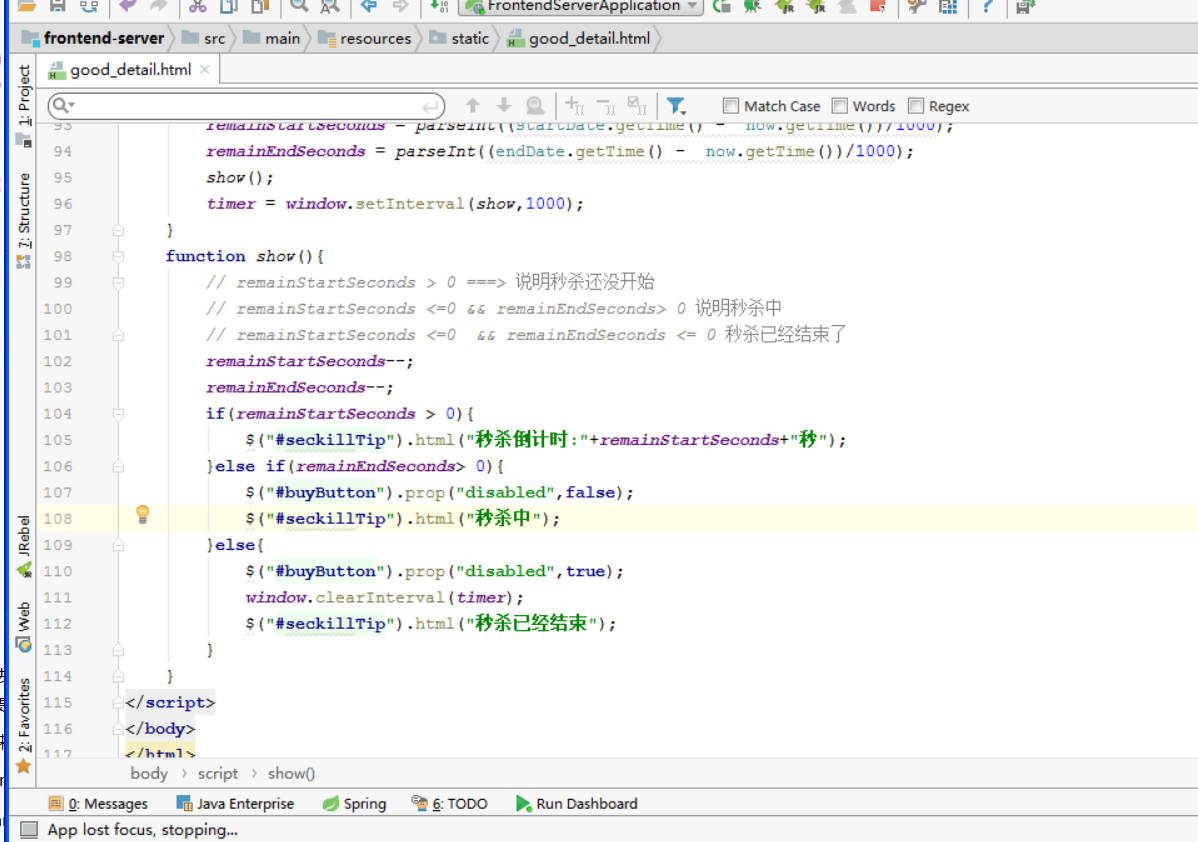 FrontendServerApplication
frontend-server src main resources static good_detail.html
good_detail.html
Match Case Words Regex
1: Project
7: Structure
JRebel
Web
2: Favorites
93 remainStartSeconds = parseInt((startDate.getTime() -  now.getTime())/1000);
94 remainEndSeconds = parseInt((endDate.getTime() -  now.getTime())/1000);
95 show();
96 timer = window.setInterval(show,1000);
97 }
98 function show(){
99 // remainStartSeconds > 0 ===> 说明秒杀还没开始
100 // remainStartSeconds <=0 && remainEndSeconds> 0 说明秒杀中
101 // remainStartSeconds <=0  && remainEndSeconds <= 0 秒杀已经结束了
102 remainStartSeconds--;
103 remainEndSeconds--;
104 if(remainStartSeconds > 0){
105 $("#seckillTip").html("秒杀倒计时:"+remainStartSeconds+"秒");
106 }else if(remainEndSeconds> 0){
107 $("#buyButton").prop("disabled",false);
108 $("#seckillTip").html("秒杀中");
109 }else{
110 $("#buyButton").prop("disabled",true);
111 window.clearInterval(timer);
112 $("#seckillTip").html("秒杀已经结束");
113 }
114 }
115 </script>
116 </body>
117 </html>
body › script › show()
0: Messages Java Enterprise Spring 6: TODO Run Dashboard
App lost focus, stopping...